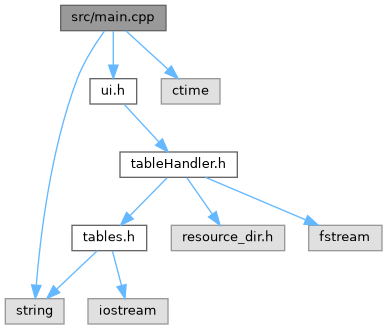 src/main.cpp
ui.h
ctime
tableHandler.h
tables.h
resource_dir.h
fstream
string
iostream